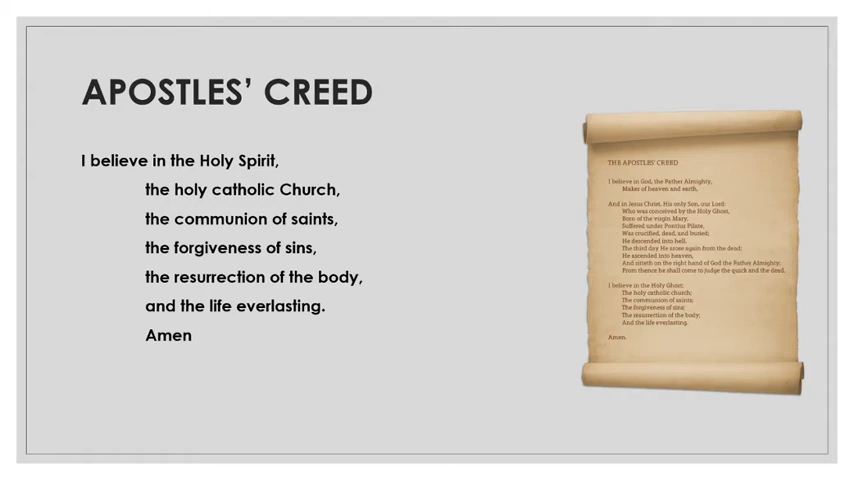 APOSTLES' CREED
I believe in the Holy Spirit,
the holy catholic Church,
the communion of saints,
the forgiveness of sins,
the resurrection of the body,
and the life everlasting.
Amen
THE APOSTLES' CREED
I believe in God, the Father Almighty,
Maker of heaven and earth,
And in Jesus Christ, His only Son, our Lord:
Who was conceived by the Holy Ghost,
Born of the virgin Mary,
Suffered under Pontius Pilate,
Was crucified, dead, and buried;
He descended into hell.
The third day He arose again from the dead;
He ascended into heaven,
And sitteth on the right hand of God the Father Almighty;
From thence he shall come to judge the quick and the dead.
I believe in the Holy Ghost;
The holy catholic church;
The communion of saints;
The forgiveness of sins;
The resurrection of the body;
And the life everlasting.
Amen.